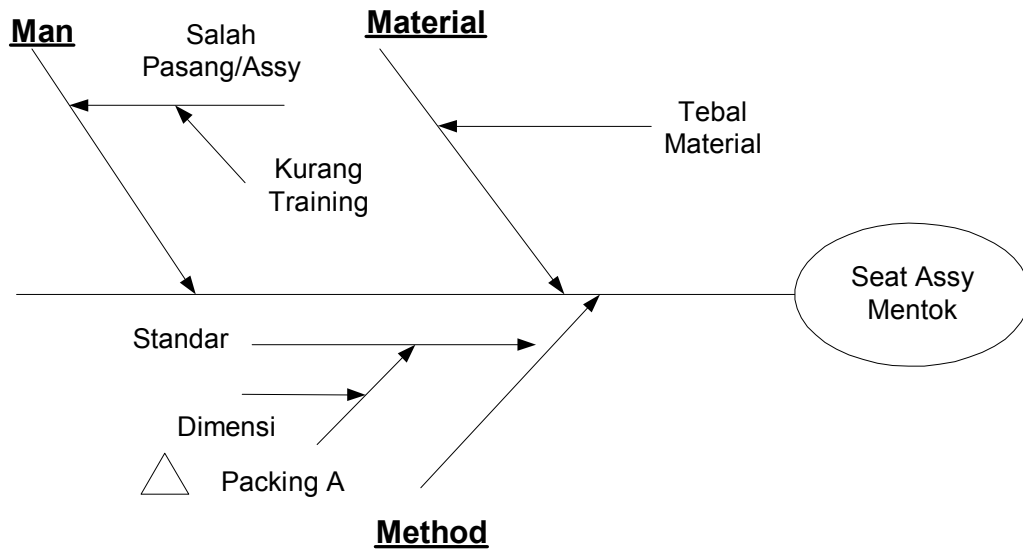 Man
Salah
Pasang/Assy
Kurang
Training
Material
Tebal
Material
Seat Assy
Mentok
Standar
Dimensi
Packing A
Method